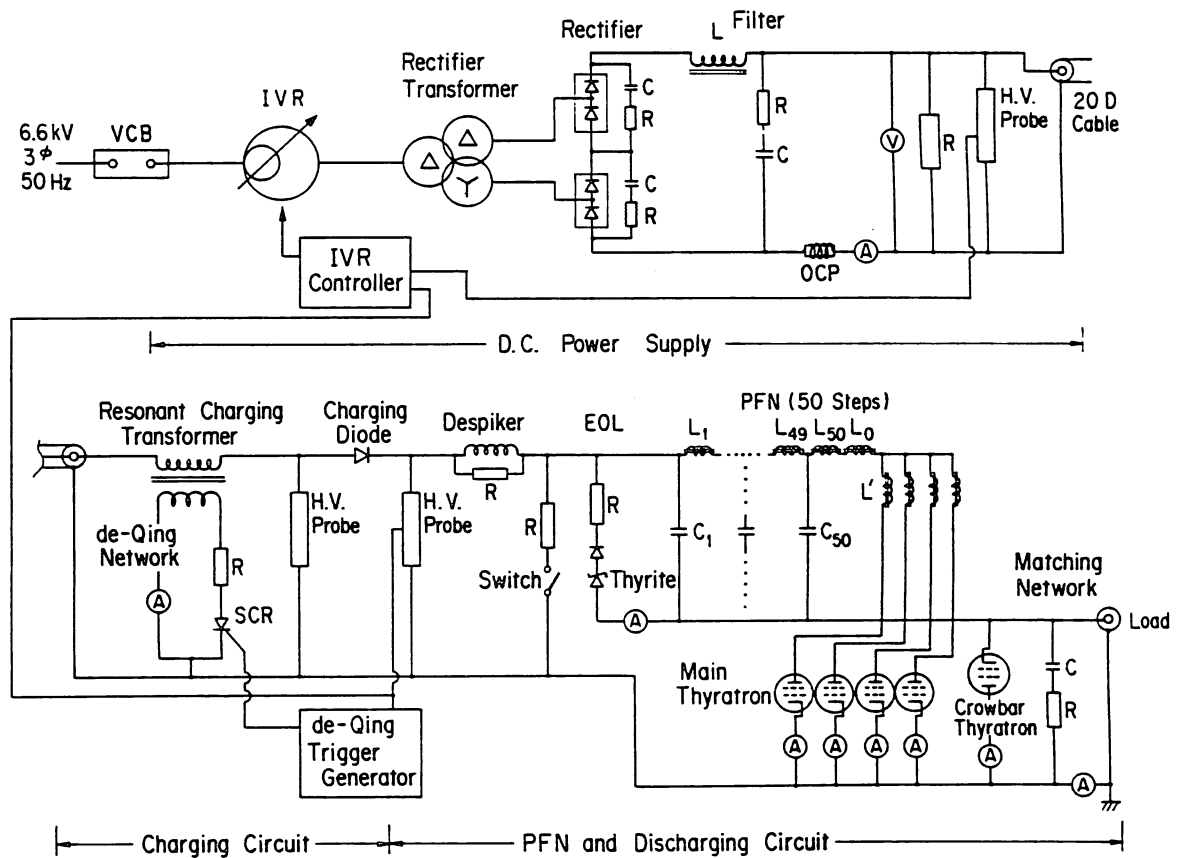 Filter
L
Rectifier
Rectifier
Transformer
IVR
6.6kV
3φ
50 Hz
VCB
C
R
C
R
R
C
V
R
H.V.
Probe
20 D
Cable
OCP
A
IVR
Controller
D.C. Power Supply
Resonant Charging
Transformer
Charging
Diode
Despiker
EOL
PFN (50 Steps)
L1
L49
L50
L0
R
H.V.
Probe
H.V.
Probe
R
R
C1
C50
L'
de-Qing
Network
R
A
SCR
Switch
Thyrite
A
Matching
Network
Load
Main
Thyratron
Crowbar
Thyratron
C
R
A
A
A
A
A
A
de-Qing
Trigger
Generator
Charging Circuit
PFN and Discharging Circuit